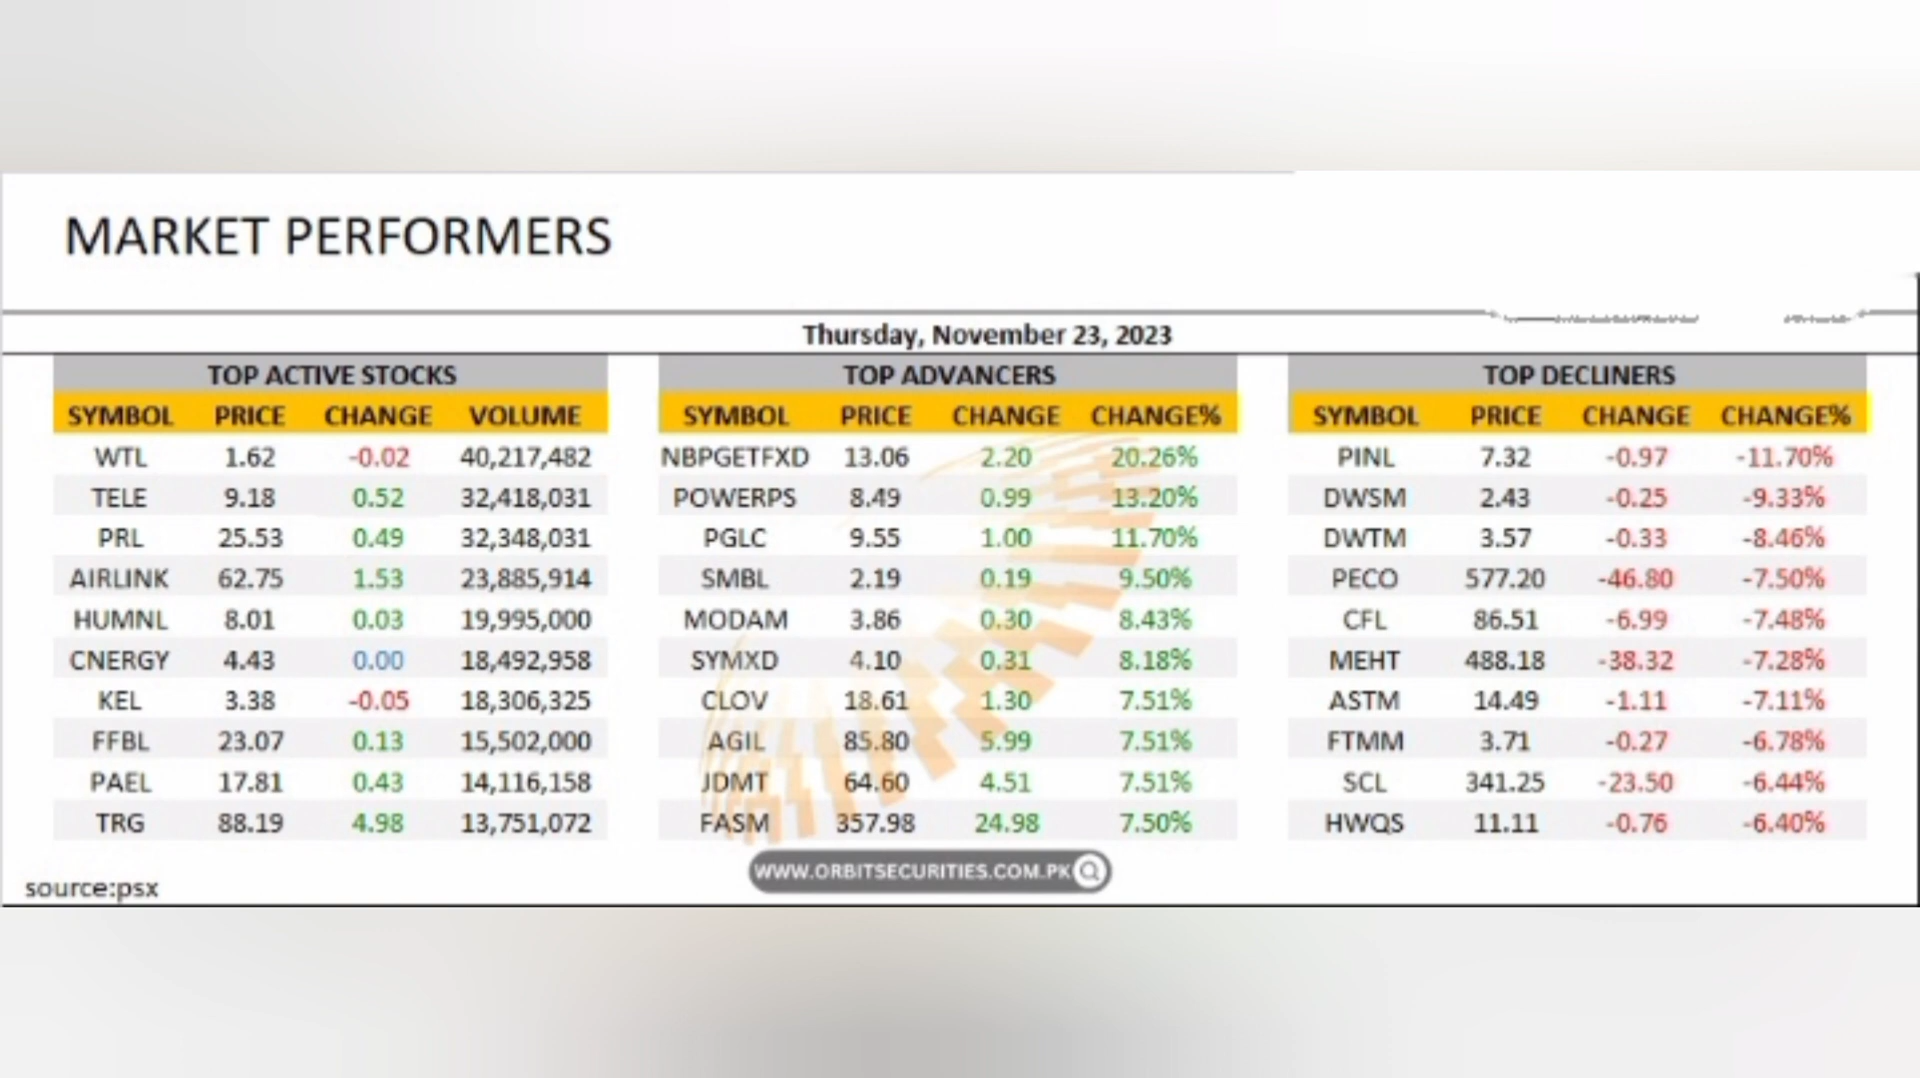 MARKET PERFORMERS
Thursday, November 23, 2023
TOP ACTIVE STOCKS
SYMBOL PRICE CHANGE VOLUME
WTL 1.62 -0.02 40,217,482
TELE 9.18 0.52 32,418,031
PRL 25.53 0.49 32,348,031
AIRLINK 62.75 1.53 23,885,914
HUMNL 8.01 0.03 19,995,000
CNERGY 4.43 0.00 18,492,958
KEL 3.38 -0.05 18,306,325
FFBL 23.07 0.13 15,502,000
PAEL 17.81 0.43 14,116,158
TRG 88.19 4.98 13,751,072
TOP ADVANCERS
SYMBOL PRICE CHANGE CHANGE%
NBPGETFXD 13.06 2.20 20.26%
POWERPS 8.49 0.99 13.20%
PGLC 9.55 1.00 11.70%
SMBL 2.19 0.19 9.50%
MODAM 3.86 0.30 8.43%
SYMXD 4.10 0.31 8.18%
CLOV 18.61 1.30 7.51%
AGIL 85.80 5.99 7.51%
JDMT 64.60 4.51 7.51%
FASM 357.98 24.98 7.50%
TOP DECLINERS
SYMBOL PRICE CHANGE CHANGE%
PINL 7.32 -0.97 -11.70%
DWSM 2.43 -0.25 -9.33%
DWTM 3.57 -0.33 -8.46%
PECO 577.20 -46.80 -7.50%
CFL 86.51 -6.99 -7.48%
MEHT 488.18 -38.32 -7.28%
ASTM 14.49 -1.11 -7.11%
FTMM 3.71 -0.27 -6.78%
SCL 341.25 -23.50 -6.44%
HWQS 11.11 -0.76 -6.40%
WWW.ORBITSECURITIES.COM.PK
source:psx